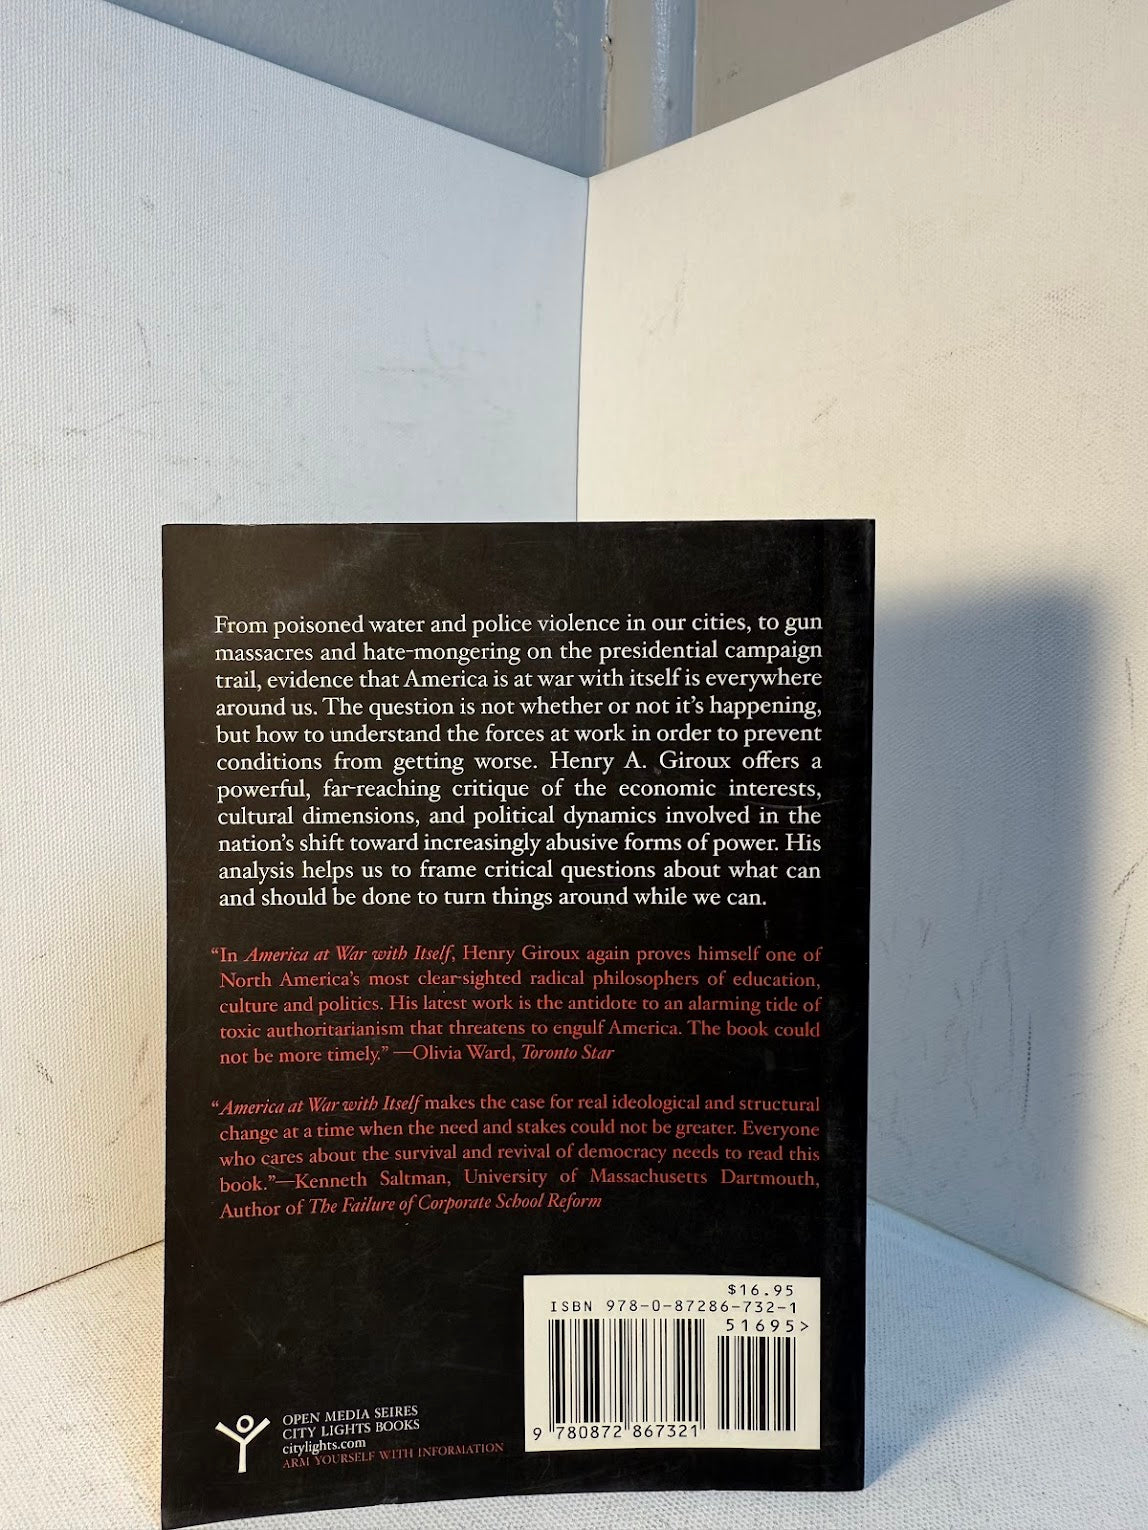 From poisoned water and police violence in our cities, to gun
massacres and hate-mongering on the presidential campaign
trail, evidence that America is at war with itself is everywhere
around us. The question is not whether or not it's happening,
but how to understand the forces at work in order to prevent
conditions from getting worse. Henry A. Giroux offers a
powerful, far-reaching critique of the economic interests,
cultural dimensions, and political dynamics involved in the
nation's shift toward increasingly abusive forms of power. His
analysis helps us to frame critical questions about what can
and should be done to turn things around while we can.
“In America at War with Itself, Henry Giroux again proves himself one of
North America's most clear-sighted radical philosophers of education,
culture and politics. His latest work is the antidote to an alarming tide of
toxic authoritarianism that threatens to engulf America. The book could
not be more timely.” —Olivia Ward, Toronto Star
“America at War with Itself makes the case for real ideological and structural
change at a time when the need and stakes could not be greater. Everyone
who cares about the survival and revival of democracy needs to read this
book.”—Kenneth Saltman, University of Massachusetts Dartmouth,
Author of The Failure of Corporate School Reform
$16.95
ISBN 978-0-87286-732-1
51695>
9 780872 867321
OPEN MEDIA SEIRES
CITY LIGHTS BOOKS
citylights.com
ARM YOURSELF WITH INFORMATION